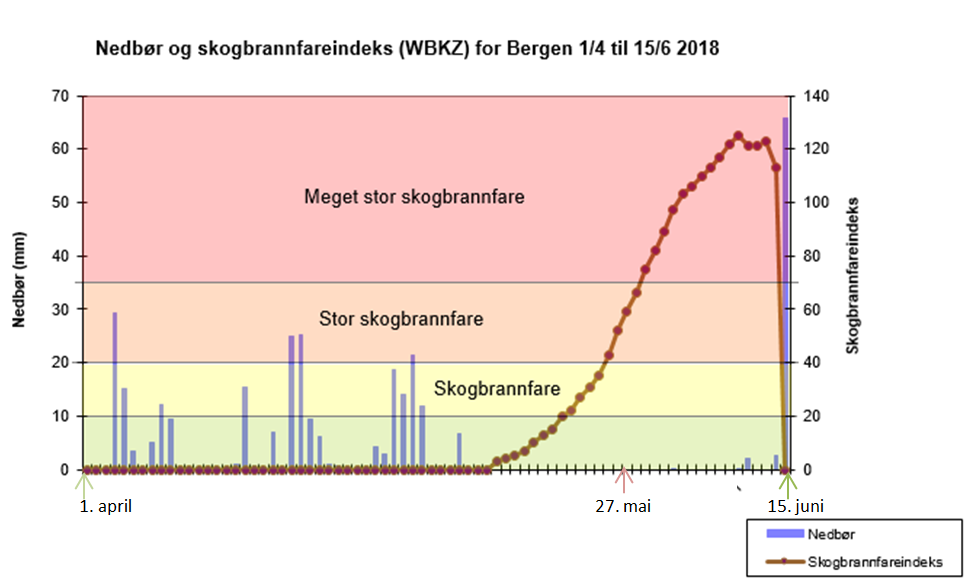 Nedbør og skogbrannfareindeks (WBKZ) for Bergen 1/4 til 15/6 2018
70
60
50
40
30
20
10
0
Nedbør (mm)
Meget stor skogbrannfare
Stor skogbrannfare
Skogbrannfare
140
120
100
80
60
40
20
0
Skogbrannfareindeks
1. april
27. mai
15. juni
Nedbør
Skogbrannfareindeks